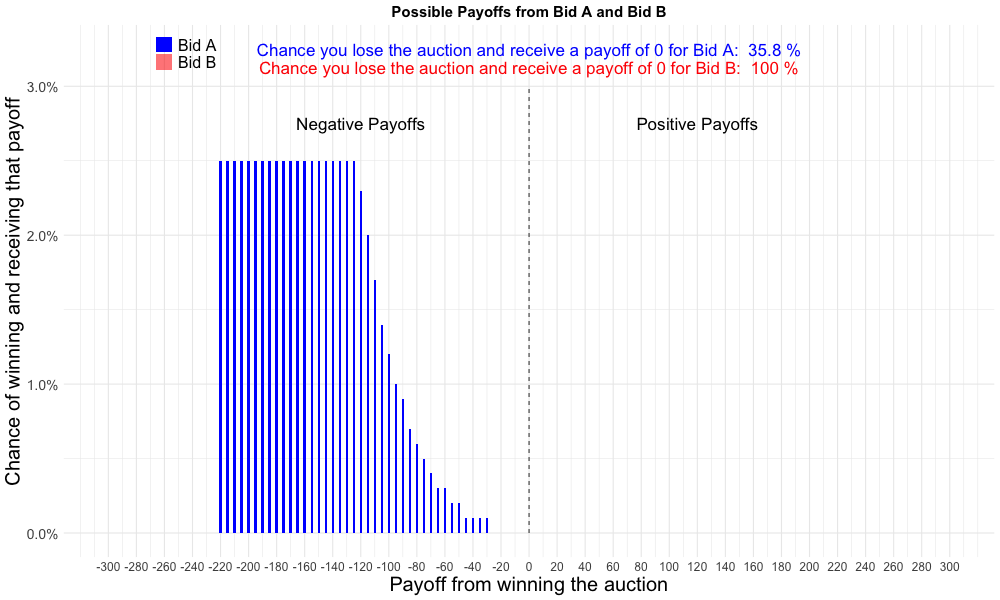 Possible Payoffs from Bid A and Bid B
Bid A
Bid B
Chance you lose the auction and receive a payoff of 0 for Bid A:  35.8 %
Chance you lose the auction and receive a payoff of 0 for Bid B:  100 %
Negative Payoffs
Positive Payoffs
Chance of winning and receiving that payoff
3.0%
2.0%
1.0%
0.0%
-300 -280 -260 -240 -220 -200 -180 -160 -140 -120 -100 -80 -60 -40 -20 0 20 40 60 80 100 120 140 160 180 200 220 240 260 280 300
Payoff from winning the auction